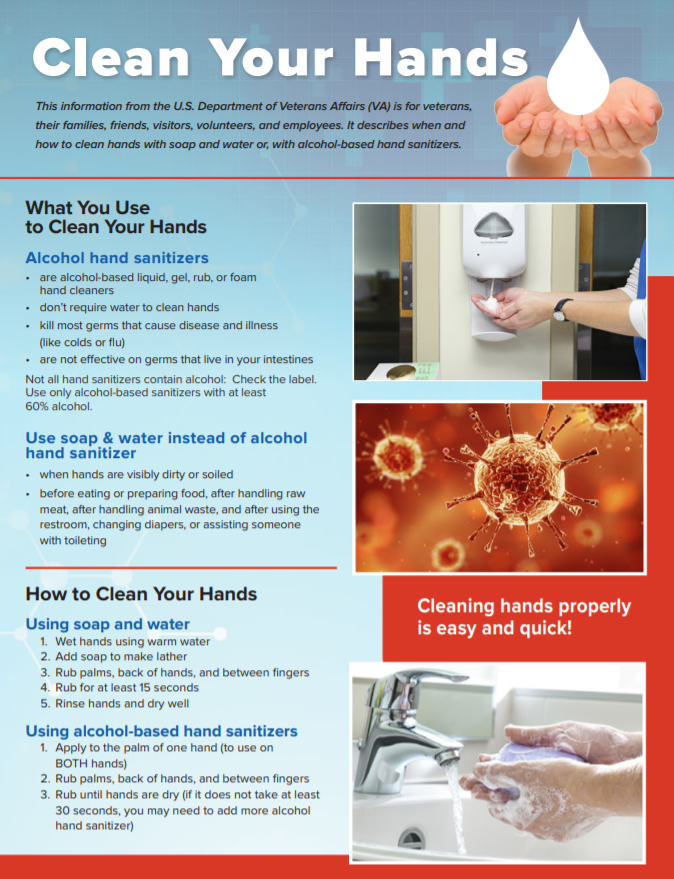 Clean Your Hands
This information from the U.S. Department of Veterans Affairs (VA) is for veterans,
their families, friends, visitors, volunteers, and employees. It describes when and
how to clean hands with soap and water or, with alcohol-based hand sanitizers.
What You Use
to Clean Your Hands
Alcohol hand sanitizers
• are alcohol-based liquid, gel, rub, or foam
hand cleaners
• don't require water to clean hands
• kill most germs that cause disease and illness
(like colds or flu)
• are not effective on germs that live in your intestines
Not all hand sanitizers contain alcohol: Check the label.
Use only alcohol-based sanitizers with at least
60% alcohol.
Use soap & water instead of alcohol
hand sanitizer
• when hands are visibly dirty or soiled
• before eating or preparing food, after handling raw
meat, after handling animal waste, and after using the
restroom, changing diapers, or assisting someone
with toileting
How to Clean Your Hands
Using soap and water
1. Wet hands using warm water
2. Add soap to make lather
3. Rub palms, back of hands, and between fingers
4. Rub for at least 15 seconds
5. Rinse hands and dry well
Using alcohol-based hand sanitizers
1. Apply to the palm of one hand (to use on
BOTH hands)
2. Rub palms, back of hands, and between fingers
3. Rub until hands are dry (if it does not take at least
30 seconds, you may need to add more alcohol
hand sanitizer)
Cleaning hands properly
is easy and quick!